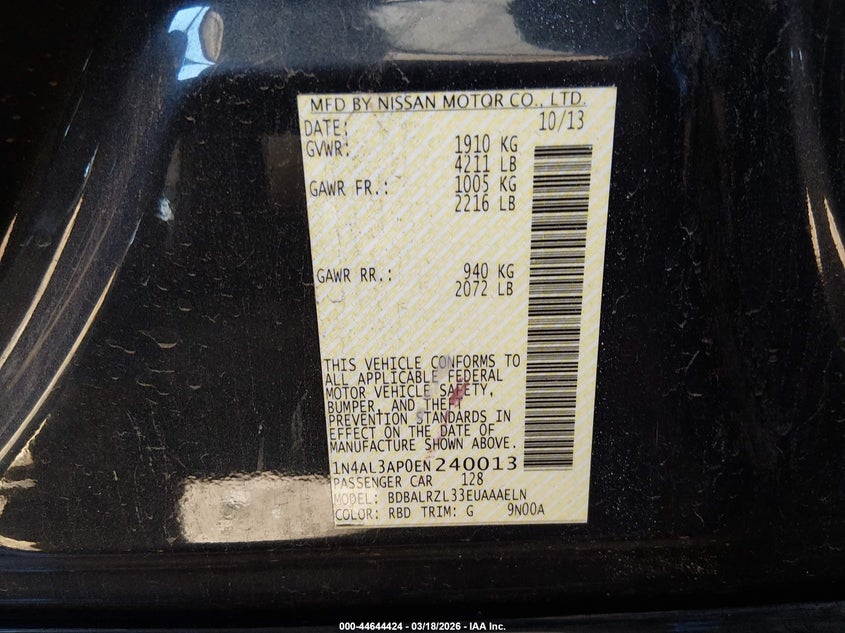 MFD BY NISSAN MOTOR CO., LTD.
DATE: 10/13
GVWR: 1910 KG
4211 LB
GAWR FR.: 1005 KG
2216 LB
GAWR RR.: 940 KG
2072 LB
THIS VEHICLE CONFORMS TO
ALL APPLICABLE FEDERAL
MOTOR VEHICLE SAFETY,
BUMPER, AND THEFT
PREVENTION STANDARDS IN
EFFECT ON THE DATE OF
MANUFACTURE SHOWN ABOVE.
1N4AL3AP0EN240013
PASSENGER CAR 128
MODEL: BDBALRZL33EUAAAELN
COLOR: RBD TRIM: G 9N00A
000-44644424 - 03/18/2026 - IAA Inc.